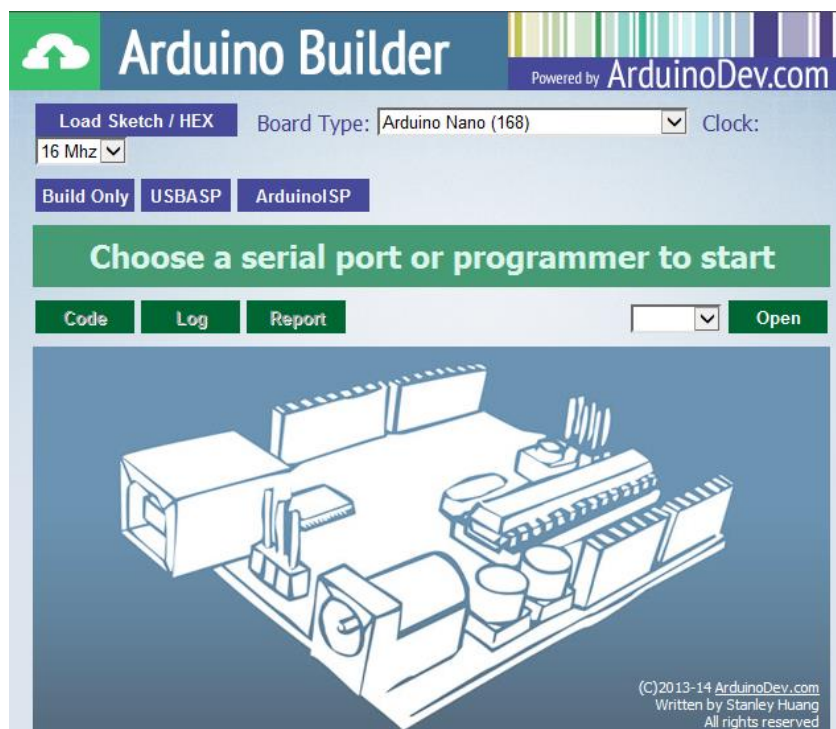 Arduino Builder
Powered by ArduinoDev.com
Load Sketch / HEX Board Type: Arduino Nano (168) Clock:
16 Mhz
Build Only USBASP ArduinoISP
Choose a serial port or programmer to start
Code Log Report Open
(C)2013-14 ArduinoDev.com
Written by Stanley Huang
All rights reserved